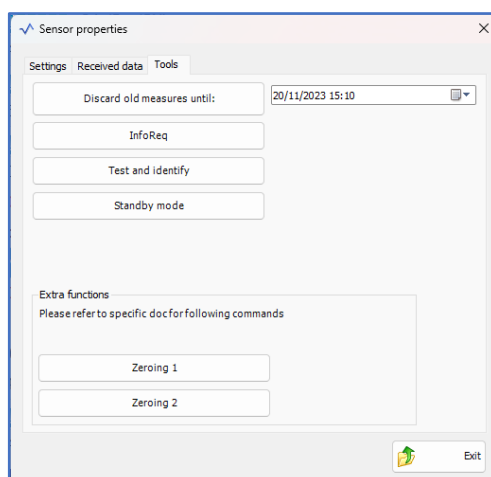 Sensor properties
Settings Received data Tools
Discard old measures until: 20/11/2023 15:10
InfoReq
Test and identify
Standby mode
Extra functions
Please refer to specific doc for following commands
Zeroing 1
Zeroing 2
Exit